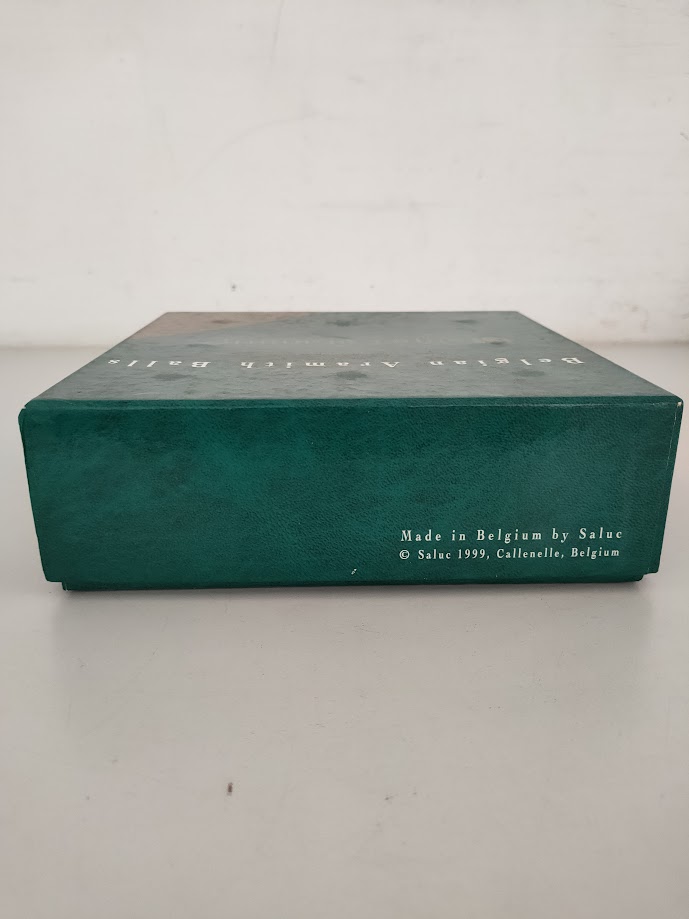 Belgian Aramith Balls
Made in Belgium by Saluc
© Saluc 1999, Callenelle, Belgium